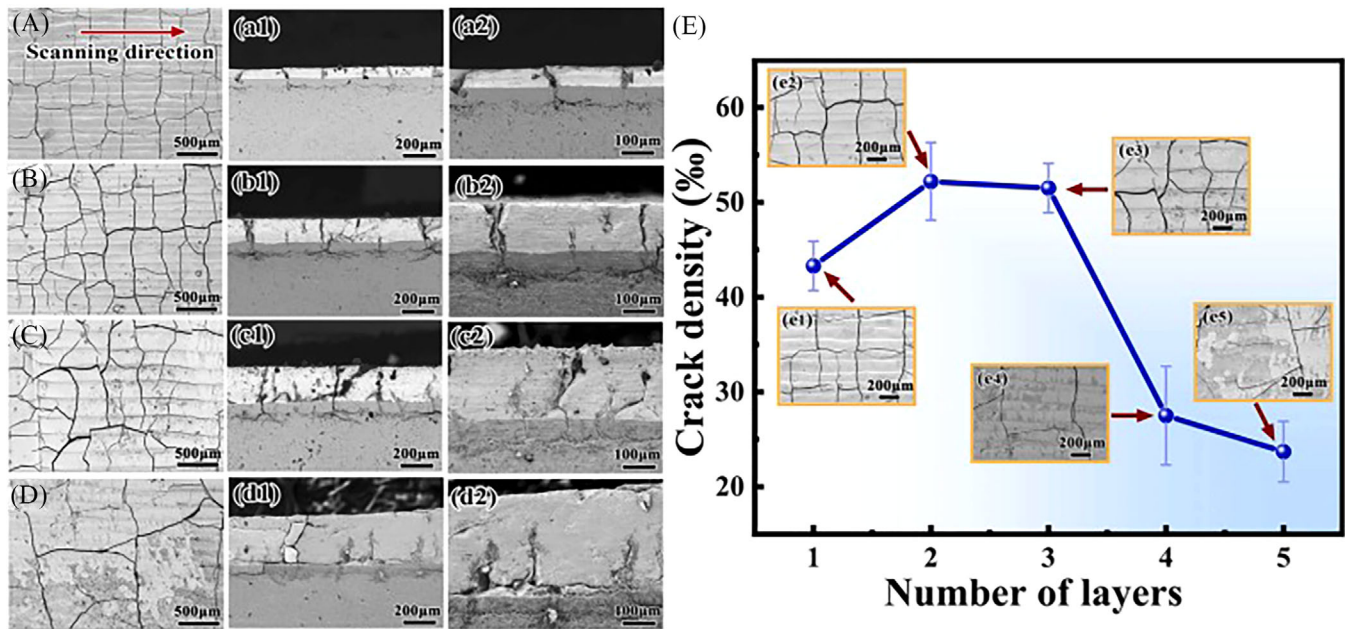 (A)
Scanning direction
500μm
(a1)
200μm
(a2)
100μm
(B)
500μm
(b1)
200μm
(b2)
100μm
(C)
500μm
(c1)
200μm
(c2)
100μm
(D)
500μm
(d1)
200μm
(d2)
100μm
(E)
Crack density (‱)
60
50
40
30
20
1 2 3 4 5
Number of layers
(e2)
200μm
(e3)
200μm
(e1)
200μm
(e4)
200μm
(e5)
200μm